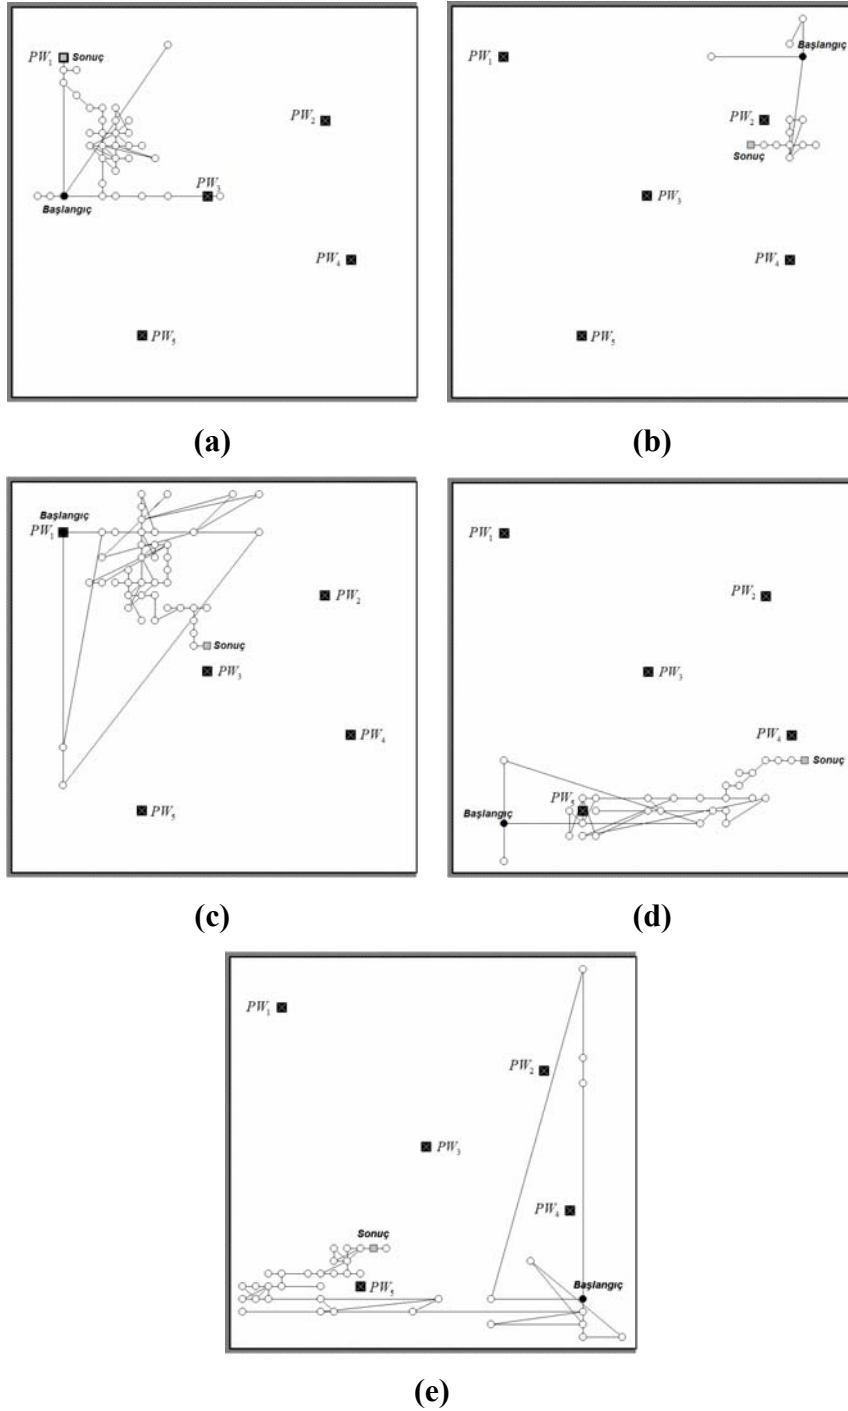 PW1 Sonuç
PW2
PW3
Başlangıç
PW4
PW5
(a)
Başlangıç
PW1
PW2
Sonuç
PW3
PW4
PW5
(b)
Başlangıç
PW1
PW2
Sonuç
PW3
PW4
PW5
(c)
PW1
PW2
PW3
PW4
Sonuç
PW5
Başlangıç
(d)
PW1
PW2
PW3
PW4
Sonuç
PW5
Başlangıç
(e)